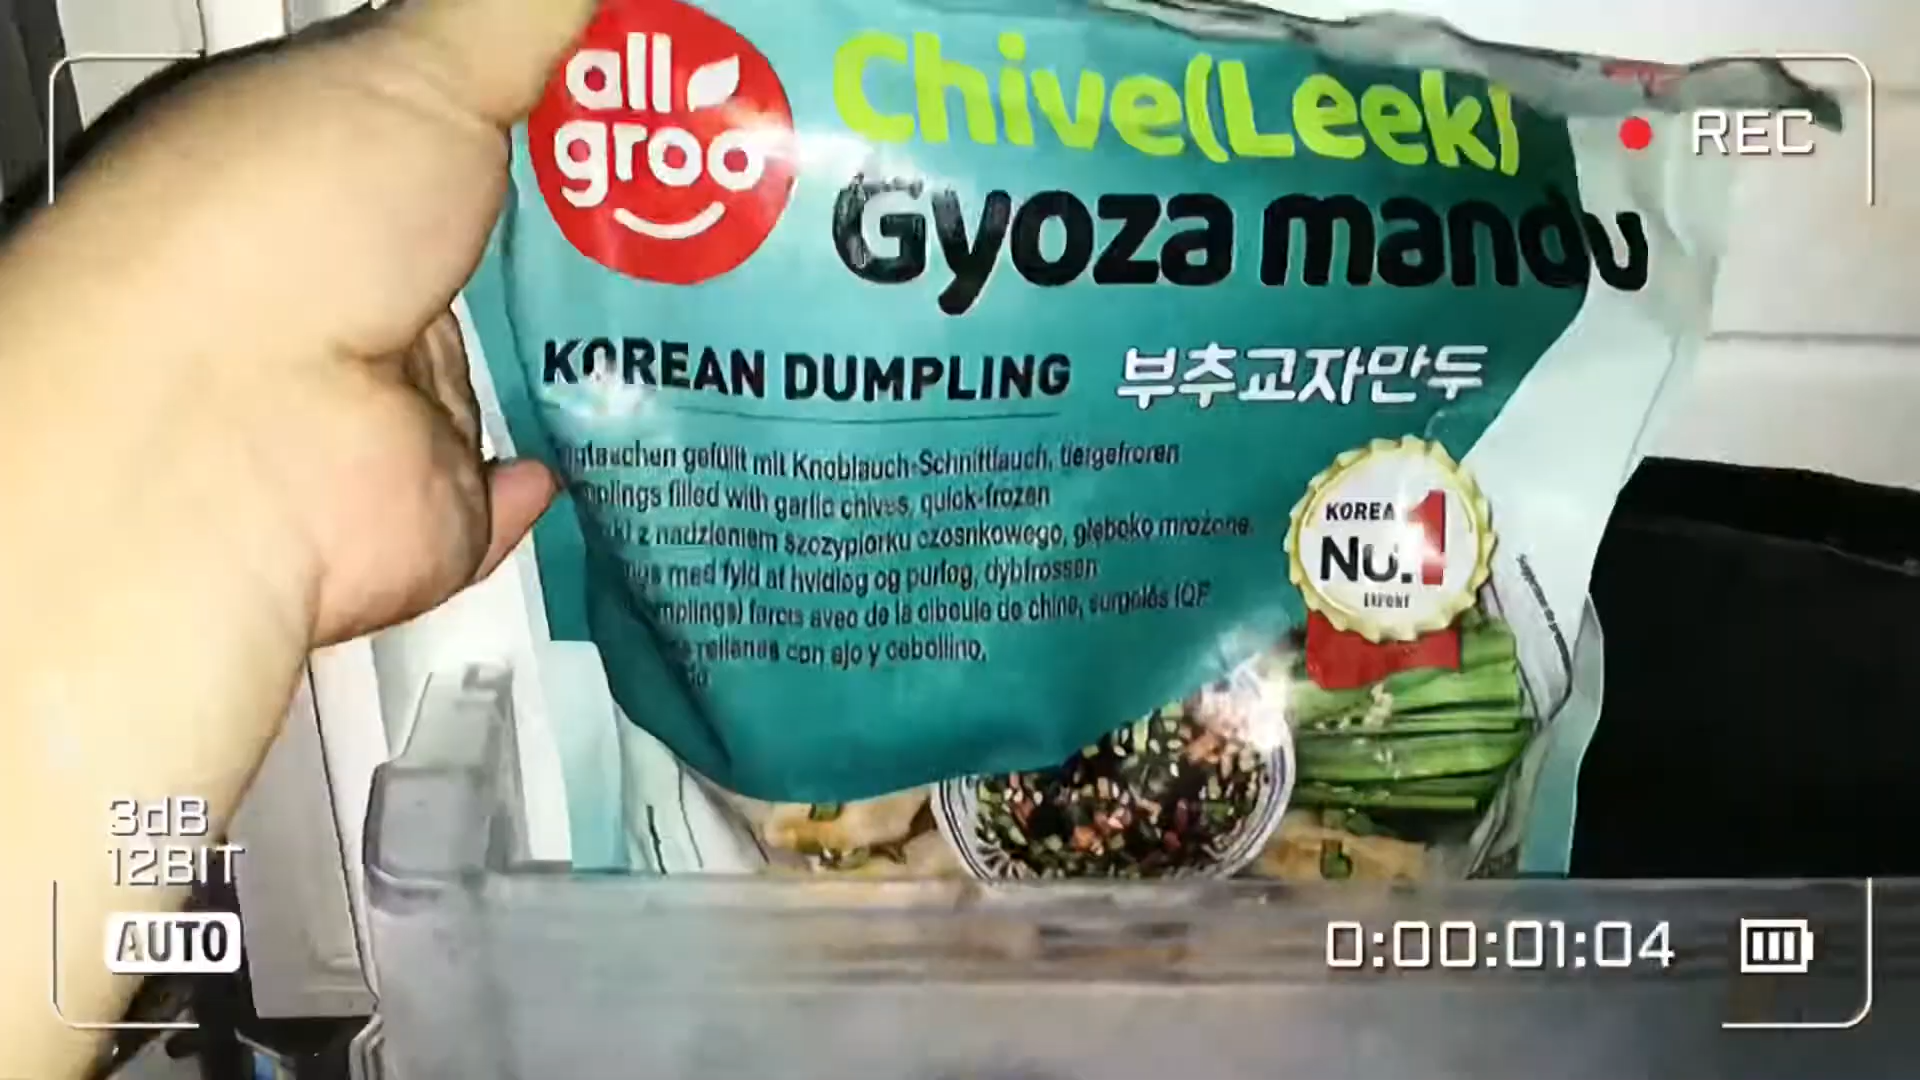 all
groo
Chive(Leek)
Gyoza mandu
REC
KOREAN DUMPLING 부추교자만두
gefüllt mit Knoblauch-Schnittlauch, tiefgefroren
filled with garlic chives, quick-frozen
z nadzieniem szczypiorku czosnkowego, głęboko mrożone.
med fyld af hvidløg og purløg, dybfrossen
farcis avec de la ciboule de chine, surgelés IQF
rellenas con ajo y cebollino,
KOREA
No.1
EXPORT
3dB
12BIT
AUTO
0:00:01:04